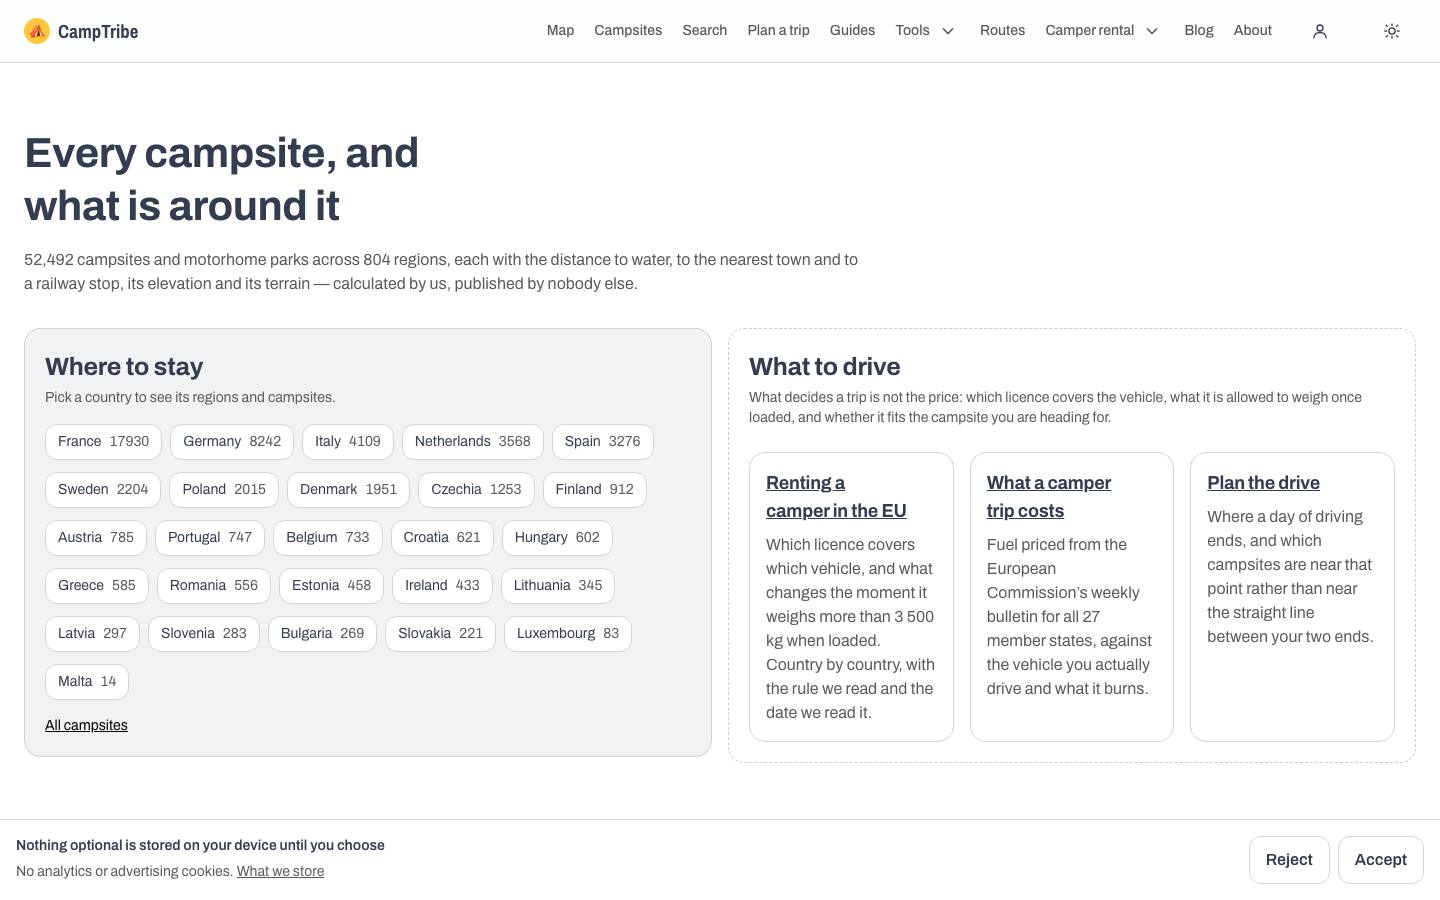 CampTribe
Map
Campsites
Search
Plan a trip
Guides
Tools
Routes
Camper rental
Blog
About
Every campsite, and
what is around it
52,492 campsites and motorhome parks across 804 regions, each with the distance to water, to the nearest town and to
a railway stop, its elevation and its terrain — calculated by us, published by nobody else.
Where to stay
Pick a country to see its regions and campsites.
France 17930
Germany 8242
Italy 4109
Netherlands 3568
Spain 3276
Sweden 2204
Poland 2015
Denmark 1951
Czechia 1253
Finland 912
Austria 785
Portugal 747
Belgium 733
Croatia 621
Hungary 602
Greece 585
Romania 556
Estonia 458
Ireland 433
Lithuania 345
Latvia 297
Slovenia 283
Bulgaria 269
Slovakia 221
Luxembourg 83
Malta 14
All campsites
What to drive
What decides a trip is not the price: which licence covers the vehicle, what it is allowed to weigh once
loaded, and whether it fits the campsite you are heading for.
Renting a
camper in the EU
Which licence covers
which vehicle, and what
changes the moment it
weighs more than 3 500
kg when loaded.
Country by country, with
the rule we read and the
date we read it.
What a camper
trip costs
Fuel priced from the
European
Commission’s weekly
bulletin for all 27
member states, against
the vehicle you actually
drive and what it burns.
Plan the drive
Where a day of driving
ends, and which
campsites are near that
point rather than near
the straight line
between your two ends.
Nothing optional is stored on your device until you choose
No analytics or advertising cookies. What we store
Reject
Accept